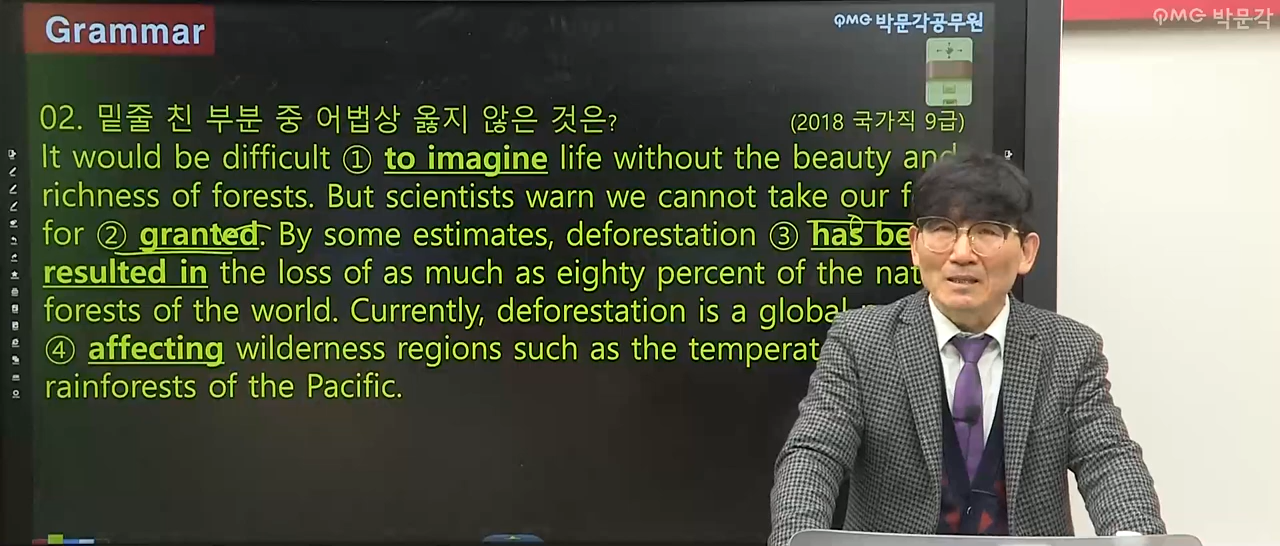 Grammar
PMG 박문각공무원
PMG 박문각
02. 밑줄 친 부분 중 어법상 옳지 않은 것은?
(2018 국가직 9급)
It would be difficult ① to imagine life without the beauty and
richness of forests. But scientists warn we cannot take our
for ② granted. By some estimates, deforestation ③ has
resulted in the loss of as much as eighty percent of the
forests of the world. Currently, deforestation is a global
④ affecting wilderness regions such as the
rainforests of the Pacific.